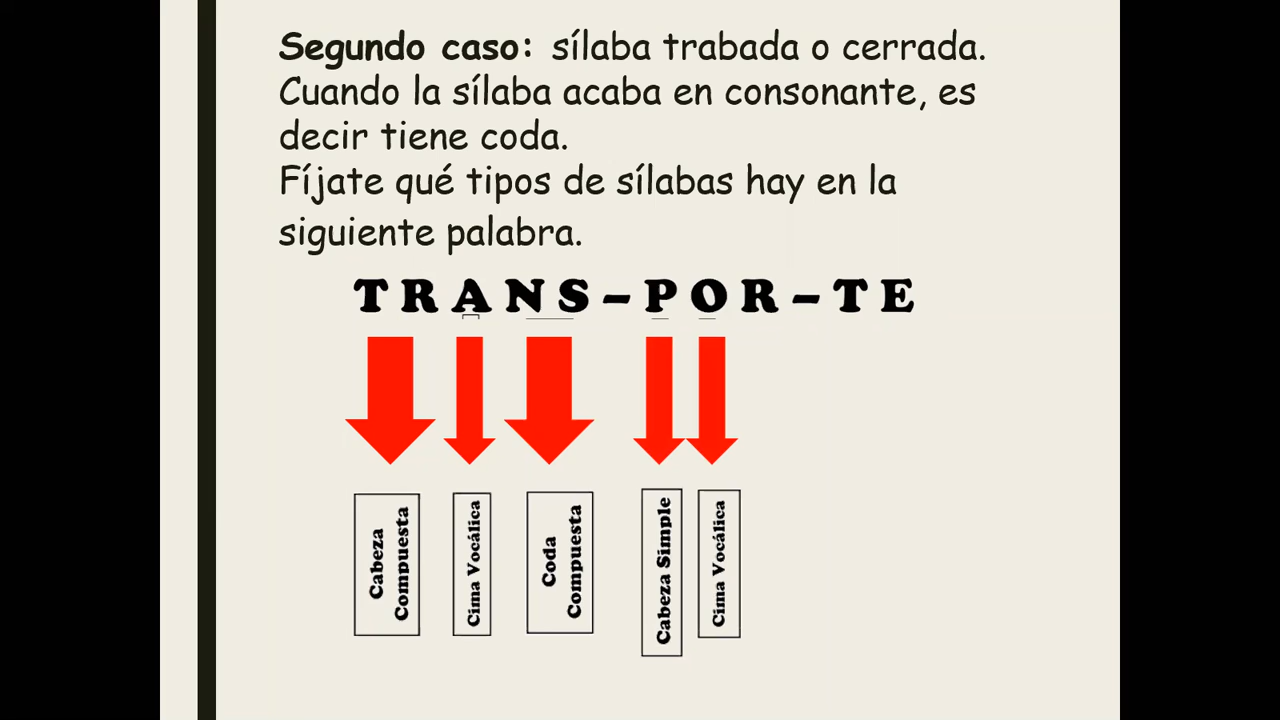 Segundo caso: sílaba trabada o cerrada.
Cuando la sílaba acaba en consonante, es
decir tiene coda.
Fíjate qué tipos de sílabas hay en la
siguiente palabra.
TRANS-POR-TE
Cabeza
Compuesta
Cima Vocálica
Coda
Compuesta
Cabeza Simple
Cima Vocálica